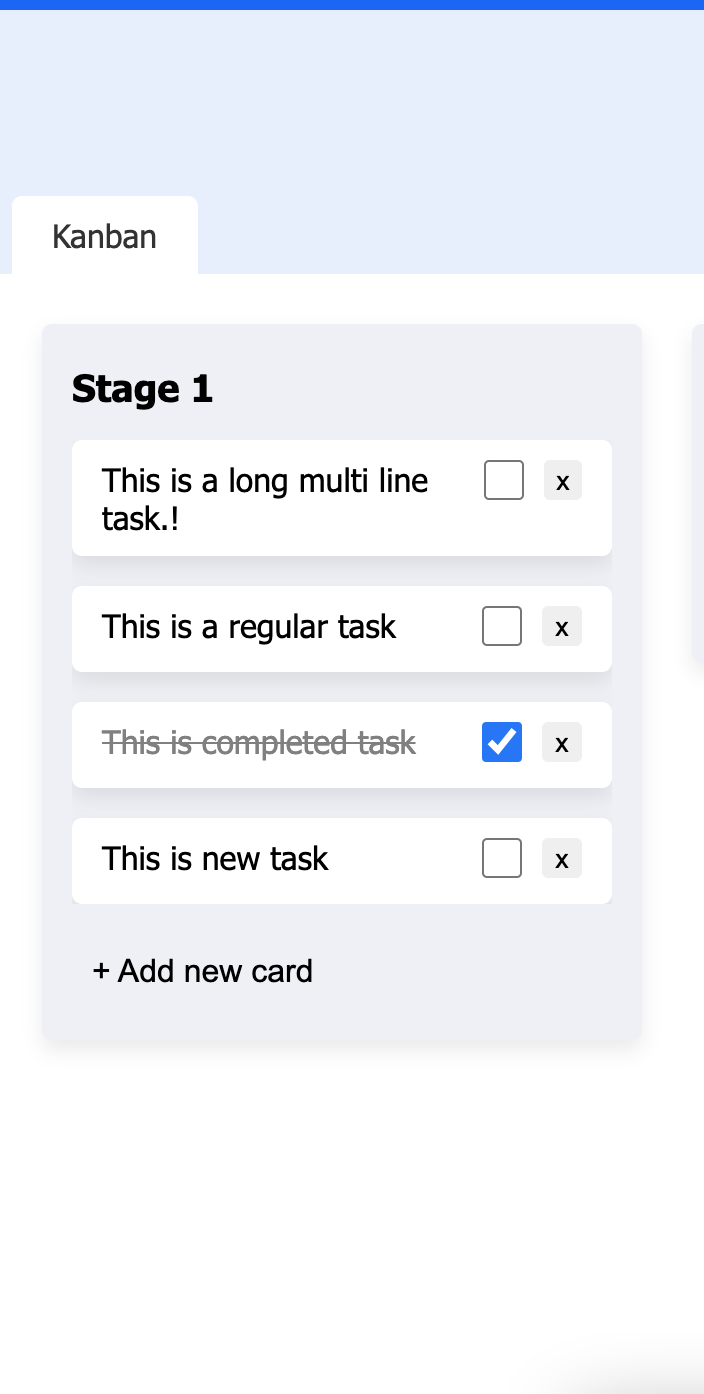 Kanban
Stage 1
This is a long multi line
task.!
x
This is a regular task
x
This is completed task
x
This is new task
x
+ Add new card